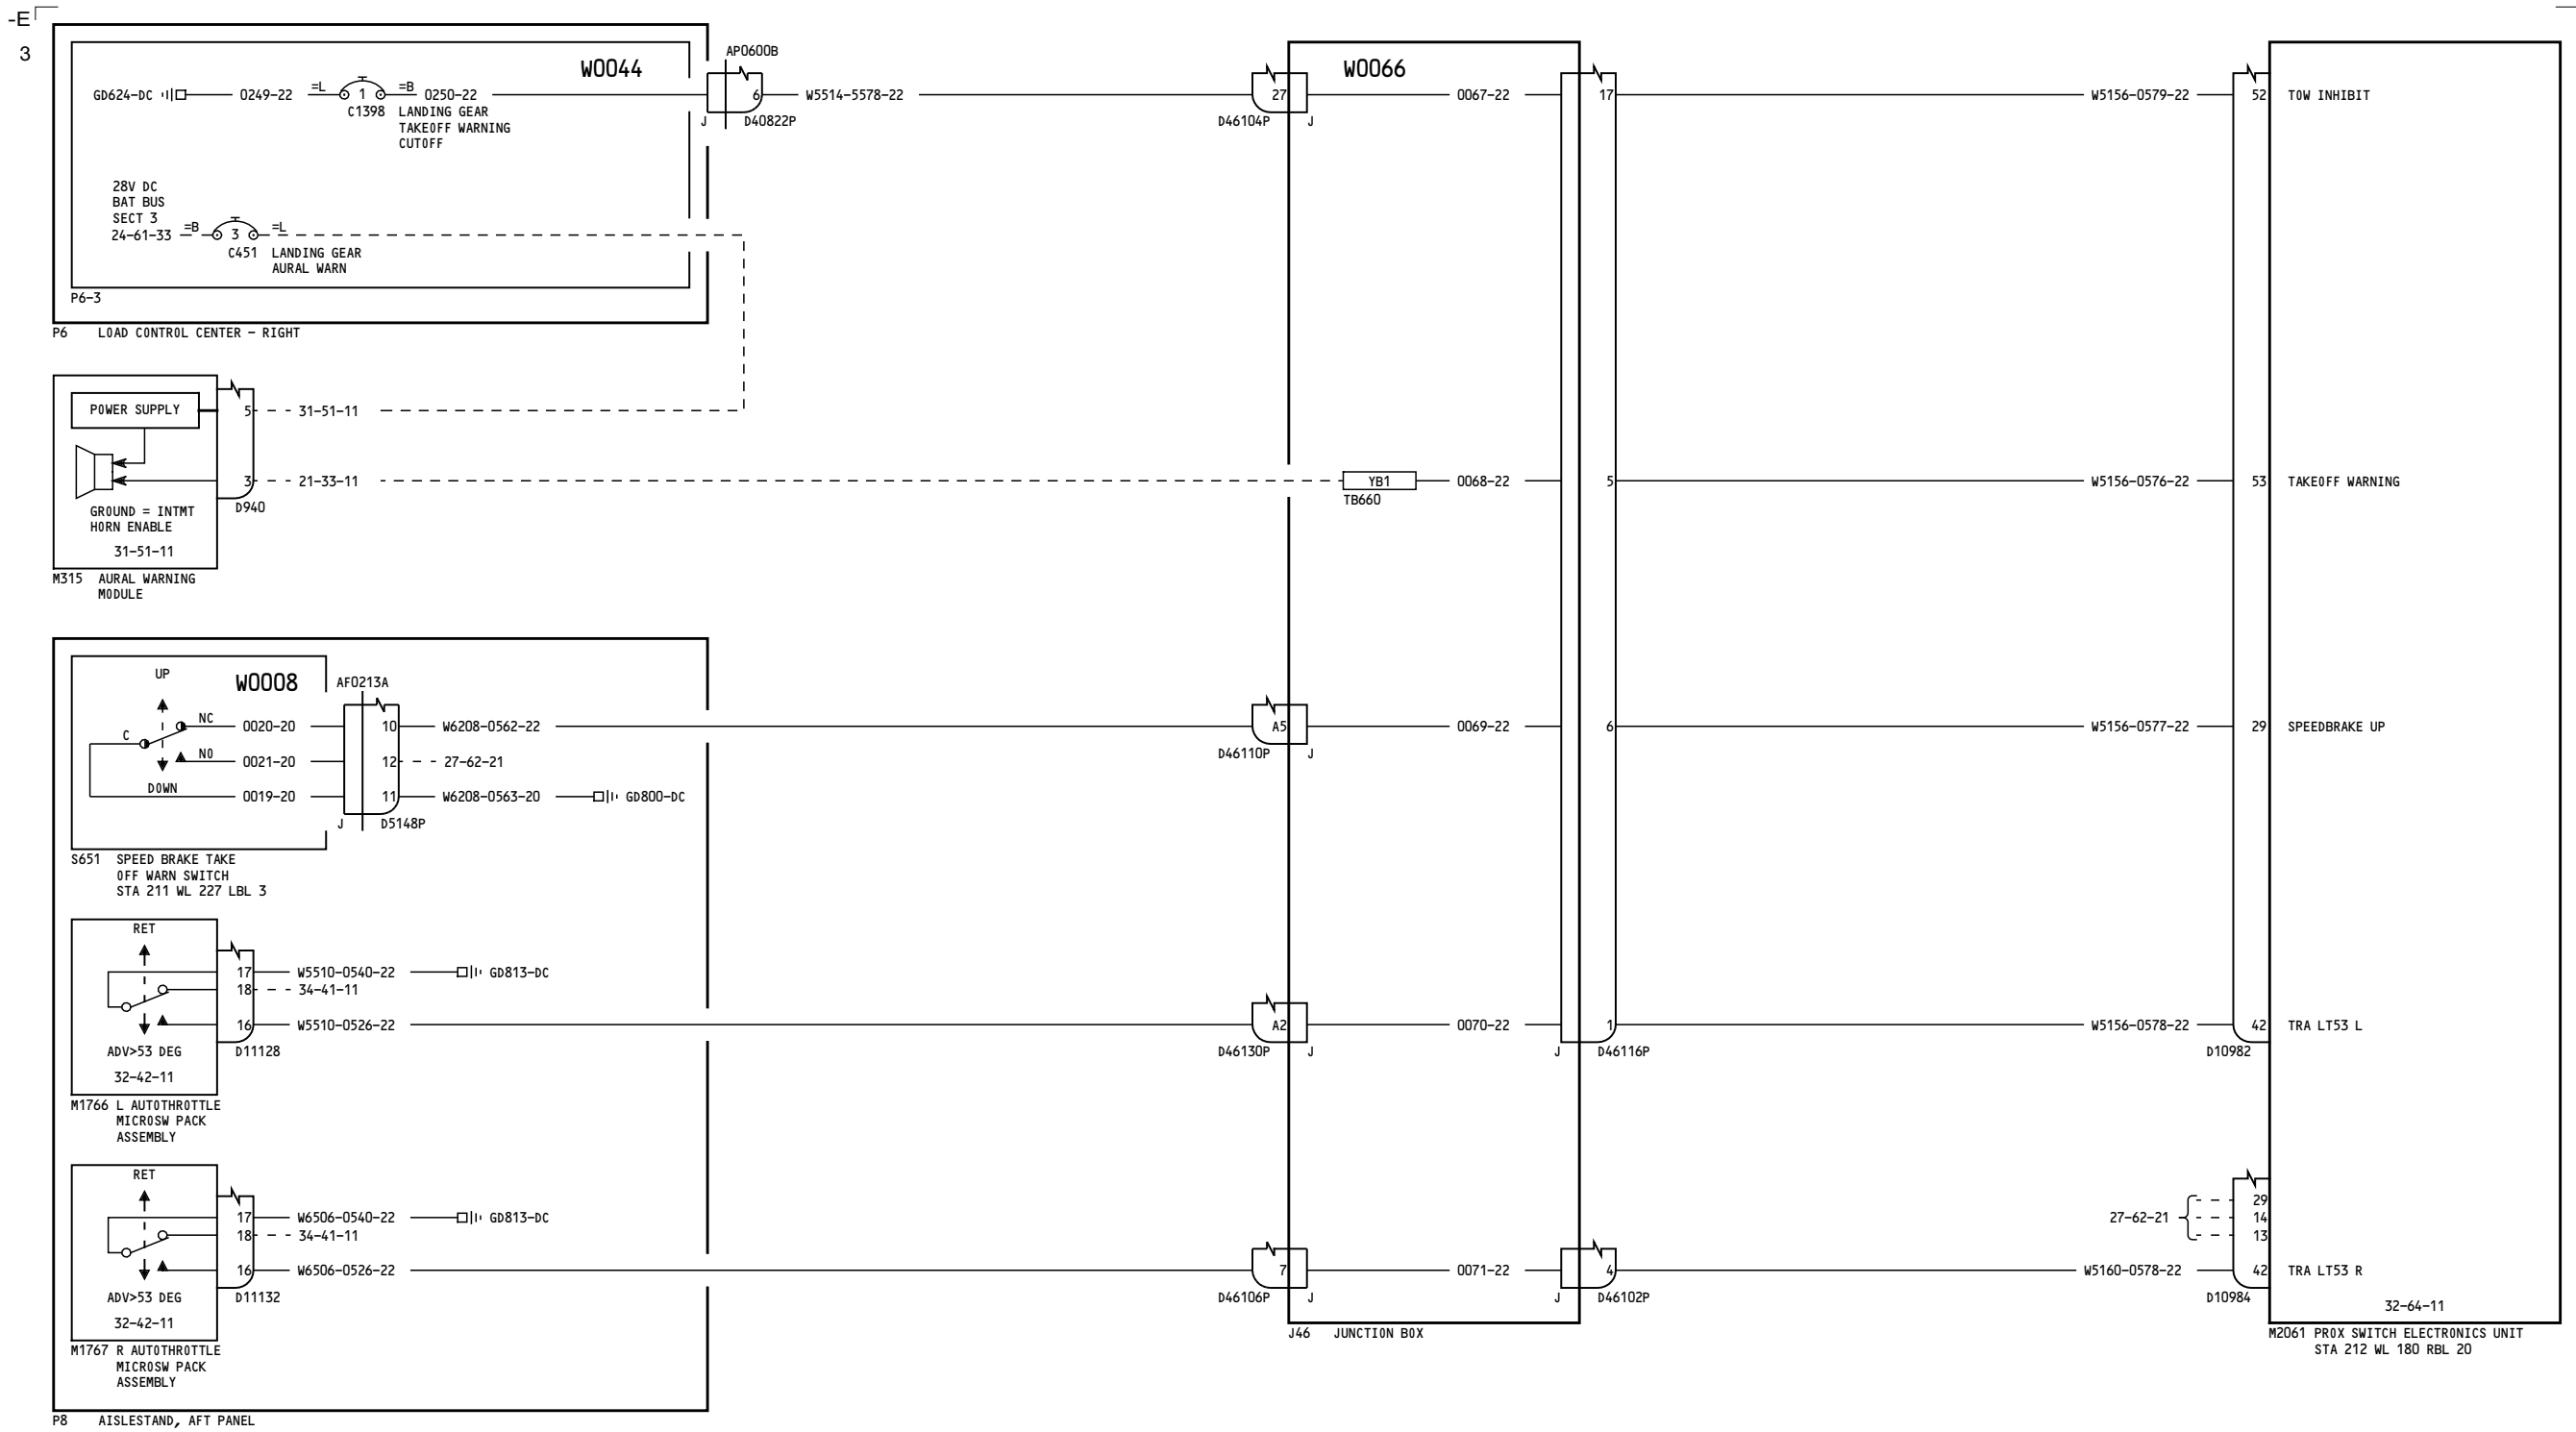 -E
3
W0044
AP0600B
GD624-DC
0249-22
=L
1
=B
0250-22
C1398
LANDING GEAR
TAKEOFF WARNING
CUTOFF
6
J
D40822P
W5514-5578-22
28V DC
BAT BUS
SECT 3
24-61-33
=B
3
=L
C451
LANDING GEAR
AURAL WARN
P6-3
P6 LOAD CONTROL CENTER - RIGHT
POWER SUPPLY
5
31-51-11
3
21-33-11
D940
GROUND = INTMT
HORN ENABLE
31-51-11
M315 AURAL WARNING
MODULE
UP
W0008
AF0213A
NC
0020-20
10
W6208-0562-22
C
NO
0021-20
12
27-62-21
DOWN
0019-20
11
W6208-0563-20
GD800-DC
J
D5148P
S651 SPEED BRAKE TAKE
OFF WARN SWITCH
STA 211 WL 227 LBL 3
RET
17
W5510-0540-22
GD813-DC
18
34-41-11
16
W5510-0526-22
ADV>53 DEG
D11128
32-42-11
M1766 L AUTOTHROTTLE
MICROSW PACK
ASSEMBLY
RET
17
W6506-0540-22
GD813-DC
18
34-41-11
16
W6506-0526-22
ADV>53 DEG
D11132
32-42-11
M1767 R AUTOTHROTTLE
MICROSW PACK
ASSEMBLY
P8 AISLESTAND, AFT PANEL
W0066
27
D46104P
J
0067-22
17
YB1
TB660
0068-22
5
A5
D46110P
J
0069-22
6
A2
D46130P
J
0070-22
1
J
D46116P
7
D46106P
J
0071-22
4
J
D46102P
J46 JUNCTION BOX
W5156-0579-22
52
TOW INHIBIT
W5156-0576-22
53
TAKEOFF WARNING
W5156-0577-22
29
SPEEDBRAKE UP
W5156-0578-22
42
TRA LT53 L
D10982
27-62-21
29
14
13
W5160-0578-22
42
TRA LT53 R
D10984
32-64-11
M2061 PROX SWITCH ELECTRONICS UNIT
STA 212 WL 180 RBL 20